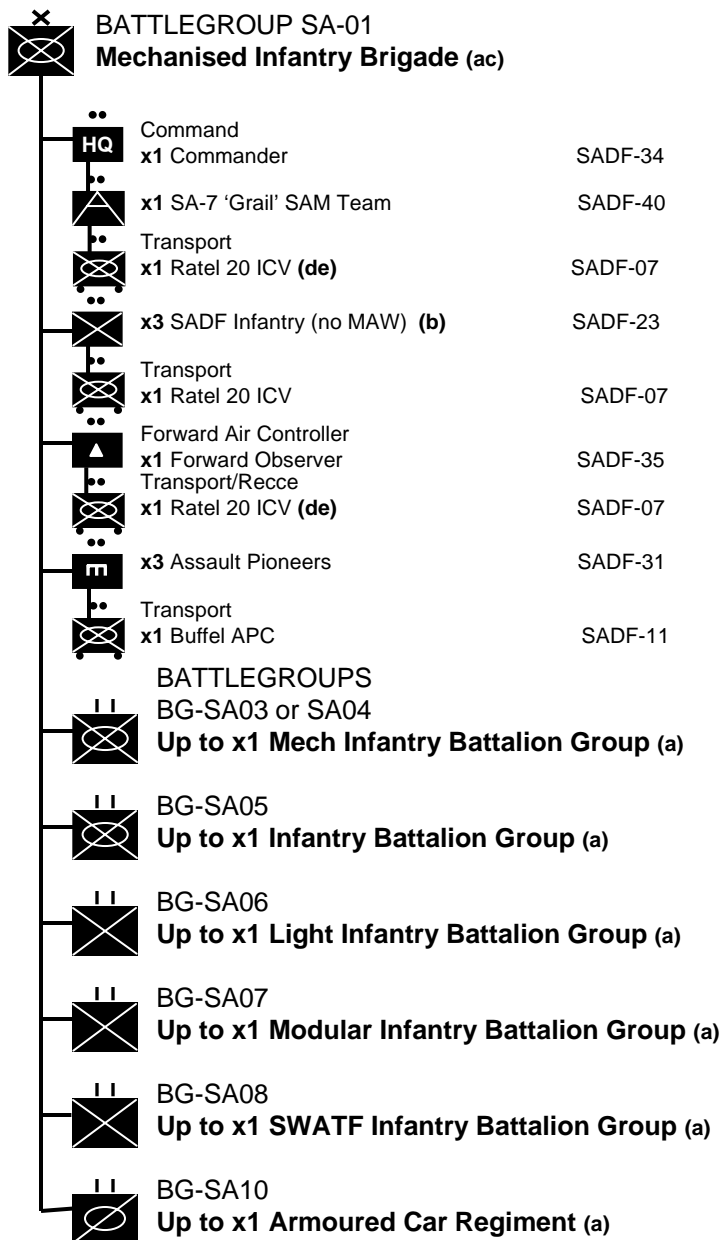 BATTLEGROUP SA-01
Mechanised Infantry Brigade (ac)
Command
HQ
x1 Commander SADF-34
x1 SA-7 ‘Grail’ SAM Team SADF-40
Transport
x1 Ratel 20 ICV (de) SADF-07
x3 SADF Infantry (no MAW) (b) SADF-23
Transport
x1 Ratel 20 ICV SADF-07
Forward Air Controller
x1 Forward Observer SADF-35
Transport/Recce
x1 Ratel 20 ICV (de) SADF-07
x3 Assault Pioneers SADF-31
Transport
x1 Buffel APC SADF-11
BATTLEGROUPS
BG-SA03 or SA04
Up to x1 Mech Infantry Battalion Group (a)
BG-SA05
Up to x1 Infantry Battalion Group (a)
BG-SA06
Up to x1 Light Infantry Battalion Group (a)
BG-SA07
Up to x1 Modular Infantry Battalion Group (a)
BG-SA08
Up to x1 SWATF Infantry Battalion Group (a)
BG-SA10
Up to x1 Armoured Car Regiment (a)